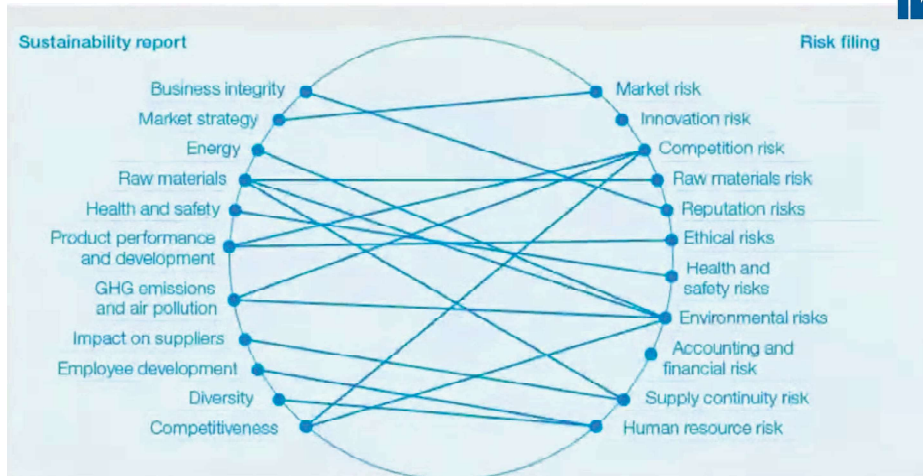 Sustainability report
Risk filing
Business integrity
Market strategy
Energy
Raw materials
Health and safety
Product performance
and development
GHG emissions
and air pollution
Impact on suppliers
Employee development
Diversity
Competitiveness
Market risk
Innovation risk
Competition risk
Raw materials risk
Reputation risks
Ethical risks
Health and
safety risks
Environmental risks
Accounting and
financial risk
Supply continuity risk
Human resource risk